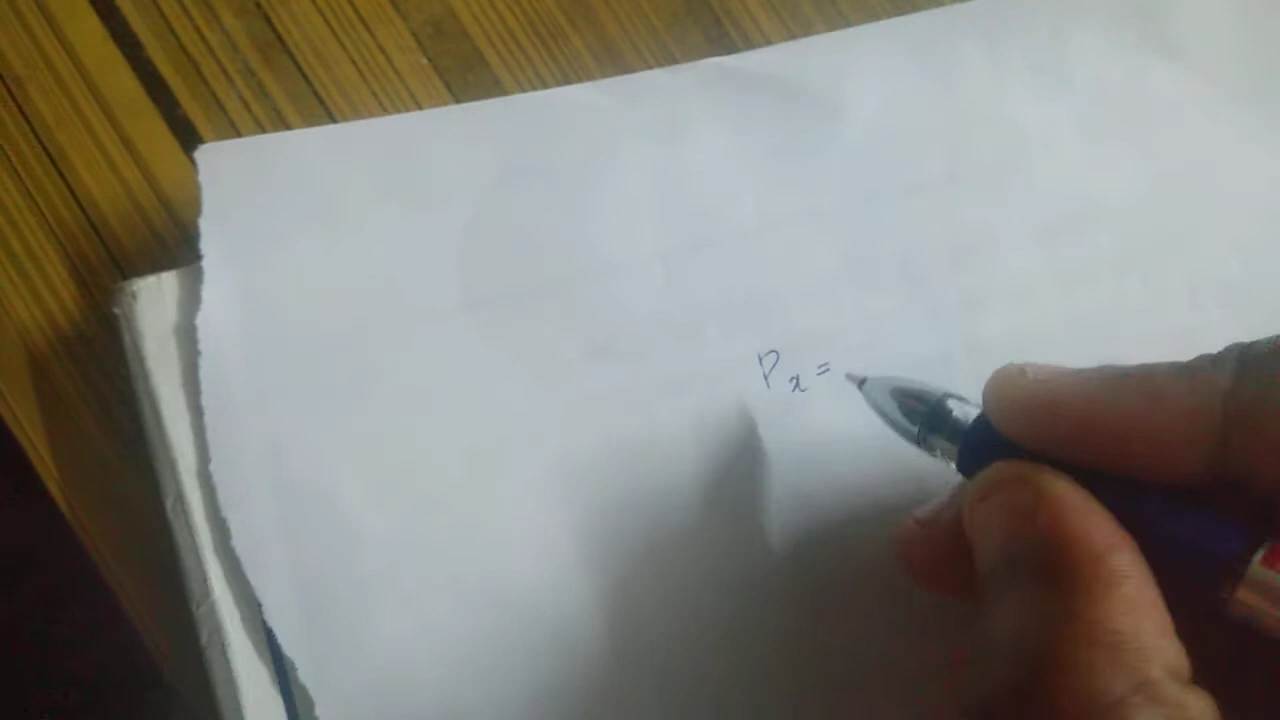 Px =